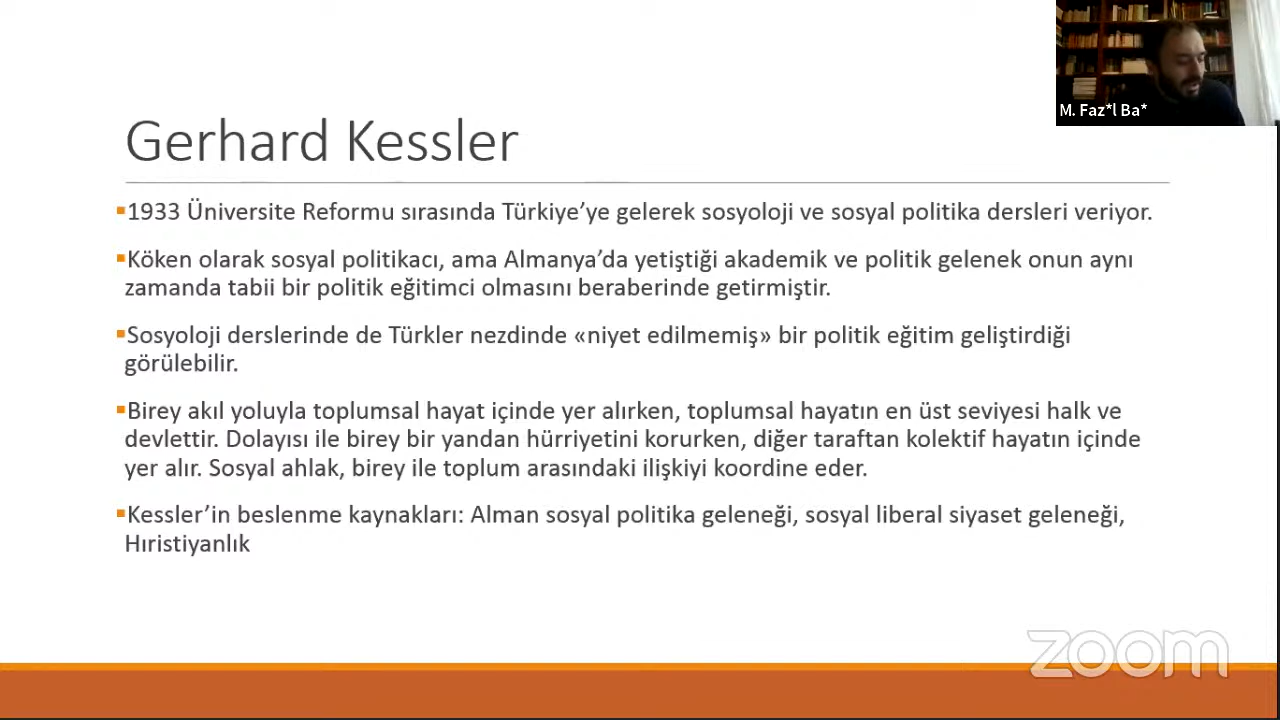 M. Faz*l Ba*
Gerhard Kessler
▪1933 Üniversite Reformu sırasında Türkiye’ye gelerek sosyoloji ve sosyal politika dersleri veriyor.
▪Köken olarak sosyal politikacı, ama Almanya’da yetiştiği akademik ve politik gelenek onun aynı
zamanda tabii bir politik eğitimci olmasını beraberinde getirmiştir.
▪Sosyoloji derslerinde de Türkler nezdinde «niyet edilmemiş» bir politik eğitim geliştirdiği
görülebilir.
▪Birey akıl yoluyla toplumsal hayat içinde yer alırken, toplumsal hayatın en üst seviyesi halk ve
devlettir. Dolayısı ile birey bir yandan hürriyetini korurken, diğer taraftan kolektif hayatın içinde
yer alır. Sosyal ahlak, birey ile toplum arasındaki ilişkiyi koordine eder.
▪Kessler’in beslenme kaynakları: Alman sosyal politika geleneği, sosyal liberal siyaset geleneği,
Hıristiyanlık
zoom